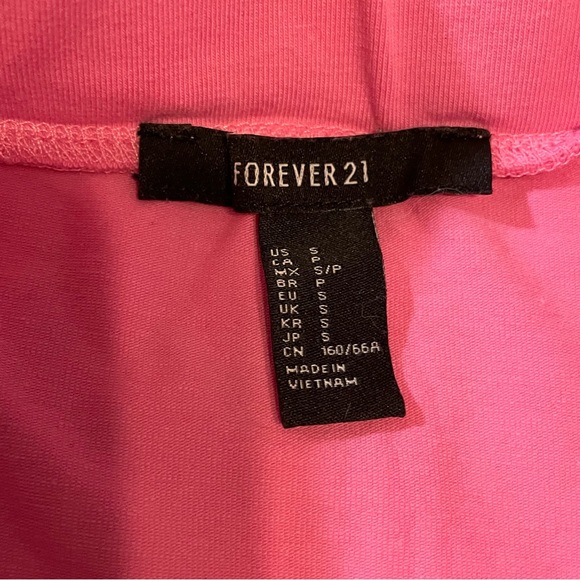 FOREVER 21
US S
CA P
MX S/P
BR P
EU S
UK S
KR S
JP S
CN 160/66A
MADE IN
VIETNAM